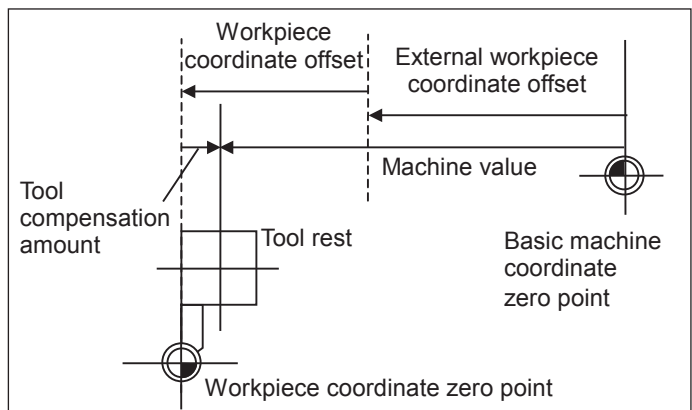 Workpiece
coordinate offset
External workpiece
coordinate offset
Machine value
Tool
compensation
amount
Tool rest
Basic machine
coordinate
zero point
Workpiece coordinate zero point